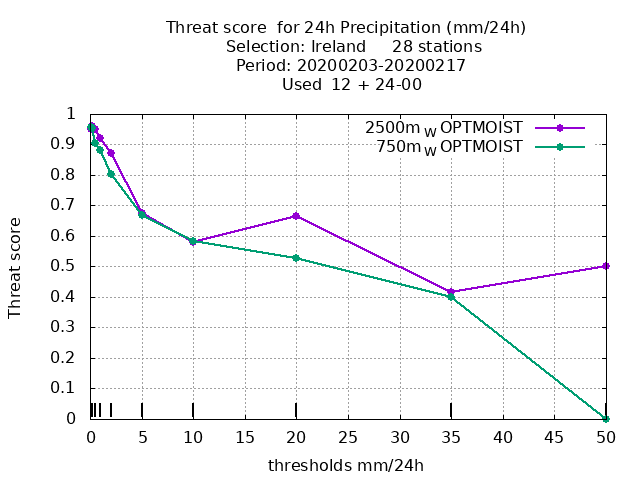 Threat score  for 24h Precipitation (mm/24h)
Selection: Ireland     28 stations
Period: 20200203-20200217
Used  12 + 24-00
2500m WOPTMOIST
750m WOPTMOIST
1
0.9
0.8
0.7
0.6
0.5
0.4
0.3
0.2
0.1
0
Threat score
0 5 10 15 20 25 30 35 40 45 50
thresholds mm/24h